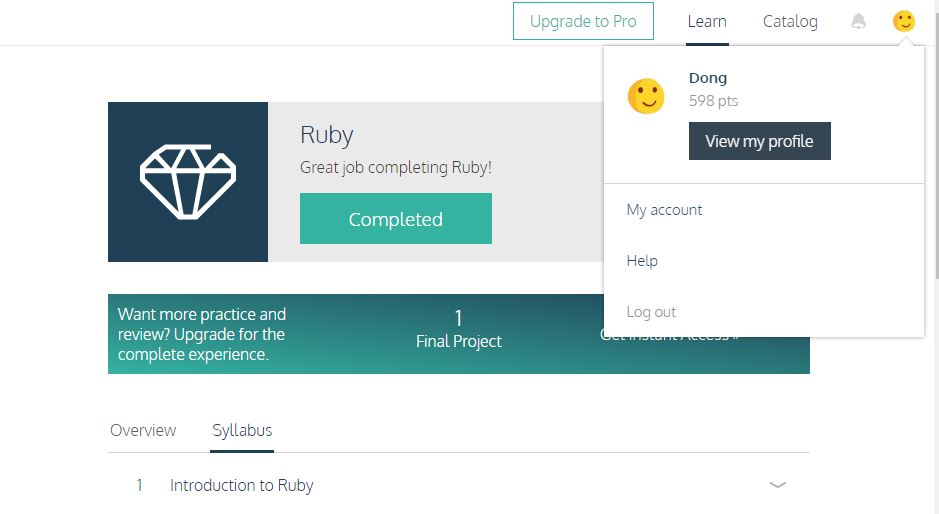 Upgrade to Pro
Learn
Catalog
Dong
598 pts
View my profile
My account
Help
Log out
Ruby
Great job completing Ruby!
Completed
Want more practice and
review? Upgrade for the
complete experience.
1
Final Project
Get Instant Access »
Overview
Syllabus
1 Introduction to Ruby